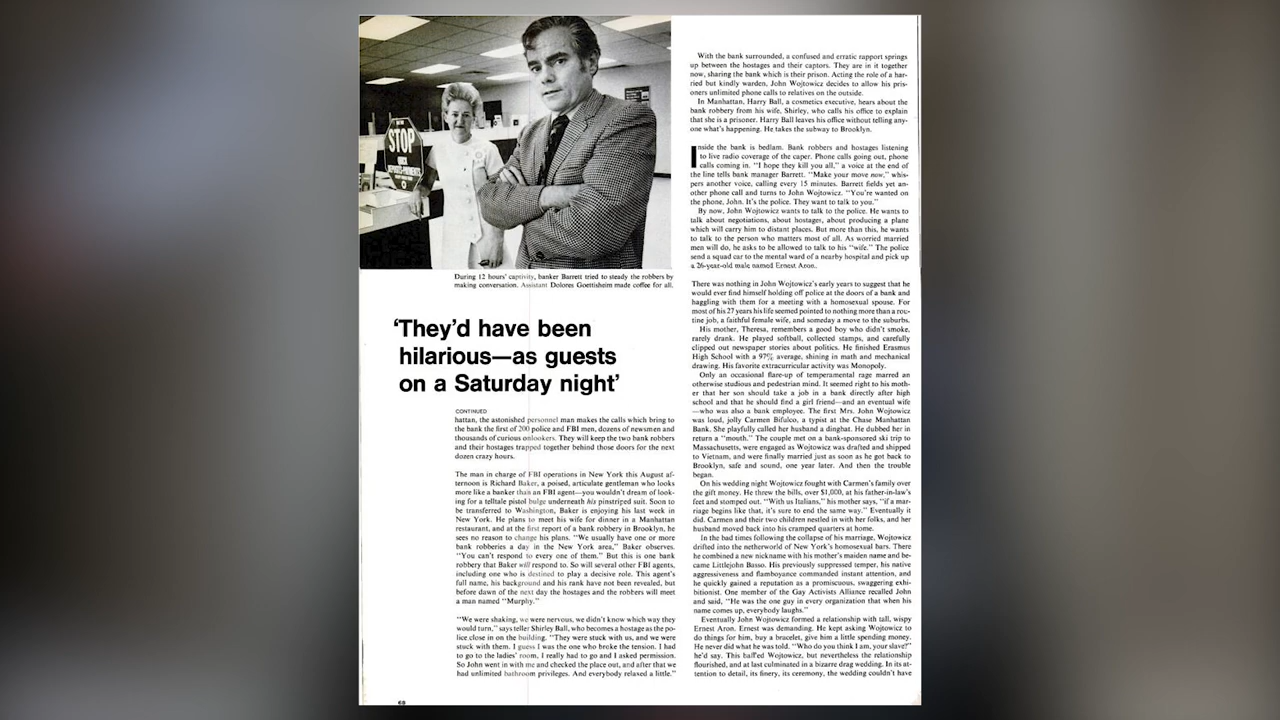 STOP
During 12 hours' captivity, banker Barrett tried to steady the robbers by
making conversation. Assistant Dolores Goettisheim made coffee for all.
'They'd have been
hilarious—as guests
on a Saturday night'
CONTINUED
hattan, the astonished personnel man makes the calls which bring to
the bank the first of 200 police and FBI men, dozens of newsmen and
thousands of curious onlookers. They will keep the two bank robbers
and their hostages trapped together behind those doors for the next
dozen crazy hours.
The man in charge of FBI operations in New York this August af-
ternoon is Richard Baker, a poised, articulate gentleman who looks
more like a banker than an FBI agent—you wouldn't dream of look-
ing for a telltale pistol bulge underneath his pinstriped suit. Soon to
be transferred to Washington, Baker is enjoying his last week in
New York. He plans to meet his wife for dinner in a Manhattan
restaurant, and at the first report of a bank robbery in Brooklyn, he
sees no reason to change his plans. "We usually have one or more
bank robberies a day in the New York area," Baker observes.
"You can't respond to every one of them." But this is one bank
robbery that Baker will respond to. So will several other FBI agents,
including one who is destined to play a decisive role. This agent's
full name, his background and his rank have not been revealed, but
before dawn of the next day the hostages and the robbers will meet
a man named "Murphy."
"We were shaking, we were nervous, we didn't know which way they
would turn," says teller Shirley Ball, who becomes a hostage as the po-
lice close in on the building. "They were stuck with us, and we were
stuck with them. I guess I was the one who broke the tension. I had
to go to the ladies' room, I really had to go and I asked permission.
So John went in with me and checked the place out, and after that we
had unlimited bathroom privileges. And everybody relaxed a little."
68
With the bank surrounded, a confused and erratic rapport springs
up between the hostages and their captors. They are in it together
now, sharing the bank which is their prison. Acting the role of a har-
ried but kindly warden, John Wojtowicz decides to allow his pris-
oners unlimited phone calls to relatives on the outside.
In Manhattan, Harry Ball, a cosmetics executive, hears about the
bank robbery from his wife, Shirley, who calls his office to explain
that she is a prisoner. Harry Ball leaves his office without telling any-
one what's happening. He takes the subway to Brooklyn.
Inside the bank is bedlam. Bank robbers and hostages listening
to live radio coverage of the caper. Phone calls going out, phone
calls coming in. "I hope they kill you all," a voice at the end of
the line tells bank manager Barrett. "Make your move now," whis-
pers another voice, calling every 15 minutes. Barrett fields yet an-
other phone call and turns to John Wojtowicz. "You're wanted on
the phone, John. It's the police. They want to talk to you."
By now, John Wojtowicz wants to talk to the police. He wants to
talk about negotiations, about hostages, about producing a plane
which will carry him to distant places. But more than this, he wants
to talk to the person who matters most of all. As worried married
men will do, he asks to be allowed to talk to his "wife." The police
send a squad car to the mental ward of a nearby hospital and pick up
a 26-year-old male named Ernest Aron.
There was nothing in John Wojtowicz's early years to suggest that he
would ever find himself holding off police at the doors of a bank and
haggling with them for a meeting with a homosexual spouse. For
most of his 27 years his life seemed pointed to nothing more than a rou-
tine job, a faithful female wife, and someday a move to the suburbs.
His mother, Theresa, remembers a good boy who didn't smoke,
rarely drank. He played softball, collected stamps, and carefully
clipped out newspaper stories about politics. He finished Erasmus
High School with a 97% average, shining in math and mechanical
drawing. His favorite extracurricular activity was Monopoly.
Only an occasional flare-up of temperamental rage marred an
otherwise studious and pedestrian mind. It seemed right to his moth-
er that her son should take a job in a bank directly after high
school and that he should find a girl friend—and an eventual wife
—who was also a bank employee. The first Mrs. John Wojtowicz
was loud, jolly Carmen Bifulco, a typist at the Chase Manhattan
Bank. She playfully called her husband a dinghat. He dubbed her in
return a "mouth." The couple met on a bank-sponsored ski trip to
Massachusetts, were engaged as Wojtowicz was drafted and shipped
to Vietnam, and were finally married just as soon as he got back to
Brooklyn, safe and sound, one year later. And then the trouble
began.
On his wedding night Wojtowicz fought with Carmen's family over
the gift money. He threw the bills, over $1,000, at his father-in-law's
feet and stomped out. "With us Italians," his mother says, "if a mar-
riage begins like that, it's sure to end the same way." Eventually it
did. Carmen and their two children nestled in with her folks, and her
husband moved back into his cramped quarters at home.
In the bad times following the collapse of his marriage, Wojtowicz
drifted into the netherworld of New York's homosexual bars. There
he combined a new nickname with his mother's maiden name and be-
came Littlejohn Basso. His previously suppressed temper, his native
aggressiveness and flamboyance commanded instant attention, and
he quickly gained a reputation as a promiscuous, swaggering exhi-
bitionist. One member of the Gay Activists Alliance recalled John
and said, "He was the one guy in every organization that when his
name comes up, everybody laughs."
Eventually John Wojtowicz formed a relationship with tall, wispy
Ernest Aron. Ernest was demanding. He kept asking Wojtowicz to
do things for him, buy a bracelet, give him a little spending money.
He never did what he was told. "Who do you think I am, your slave?"
he'd say. This baffled Wojtowicz, but nevertheless the relationship
flourished, and at last culminated in a bizarre drag wedding. In its at-
tention to detail, its finery, its ceremony, the wedding couldn't have